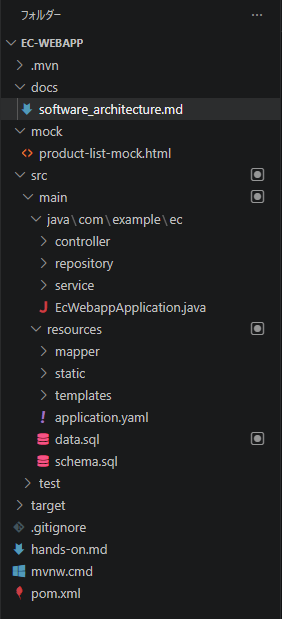 フォルダー
EC-WEBAPP
.mvn
docs
software_architecture.md
mock
product-list-mock.html
src
main
java\com\example\ec
controller
repository
service
EcWebappApplication.java
resources
mapper
static
templates
application.yaml
data.sql
schema.sql
test
target
.gitignore
hands-on.md
mvnw.cmd
pom.xml